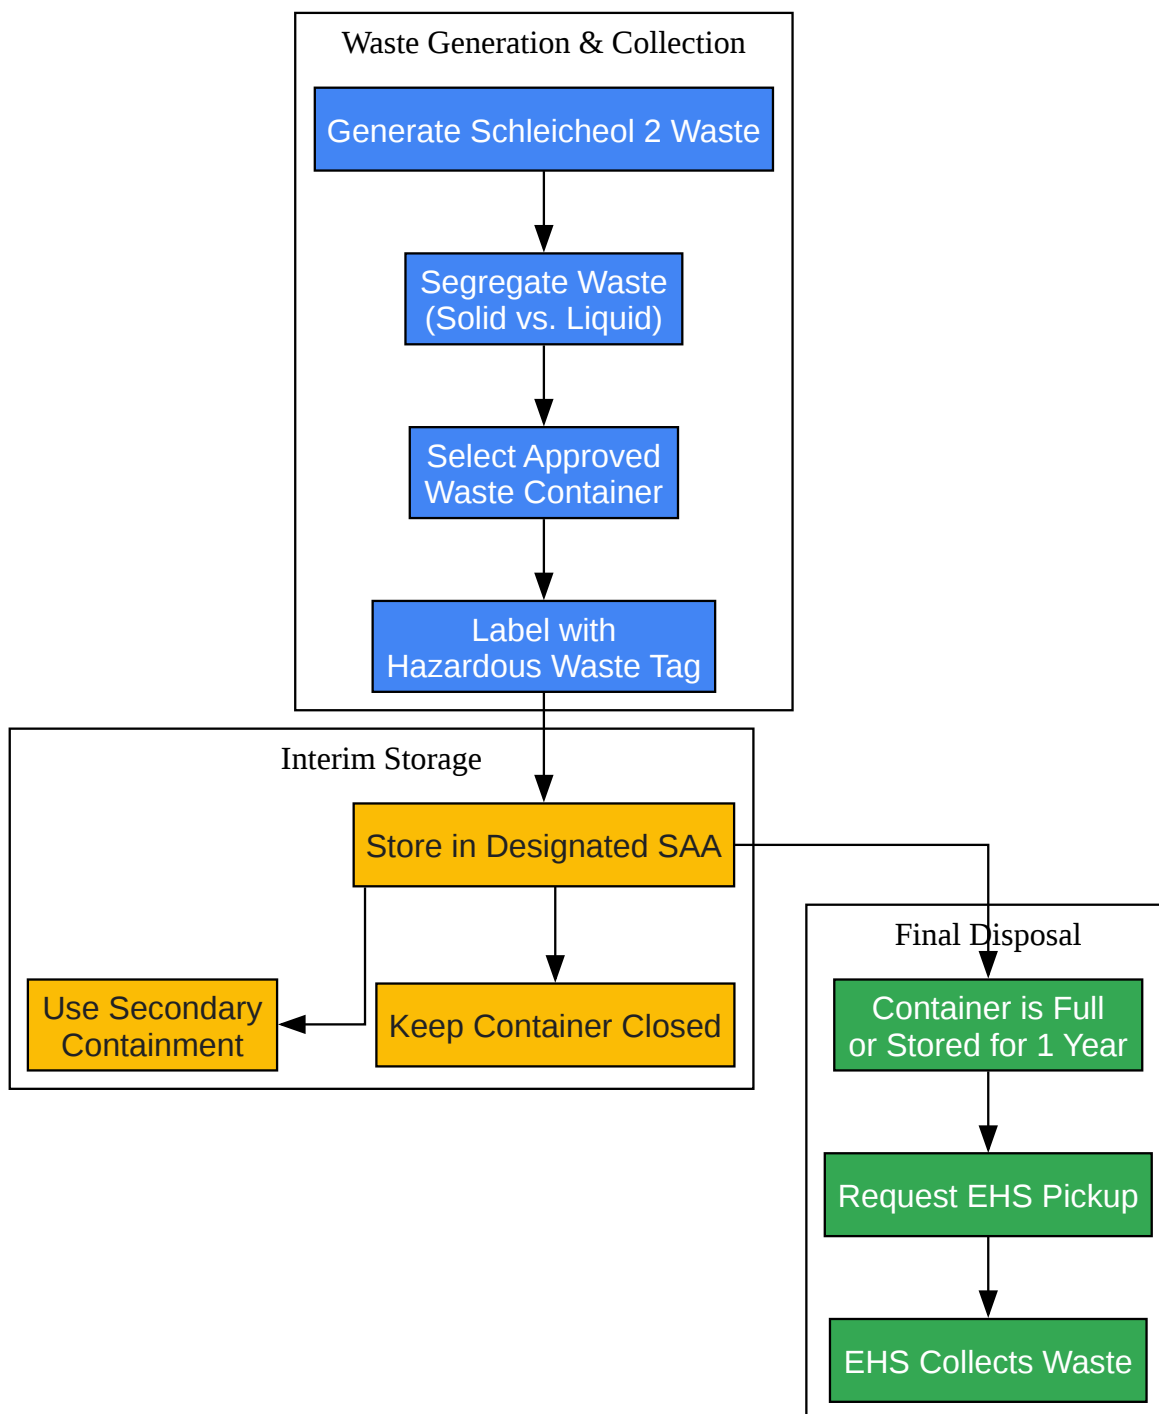 Waste Generation & Collection
Generate Schleicheol 2 Waste
Segregate Waste
(Solid vs. Liquid)
Select Approved
Waste Container
Label with
Hazardous Waste Tag
Interim Storage
Store in Designated SAA
Use Secondary
Containment
Keep Container Closed
Final Disposal
Container is Full
or Stored for 1 Year
Request EHS Pickup
EHS Collects Waste